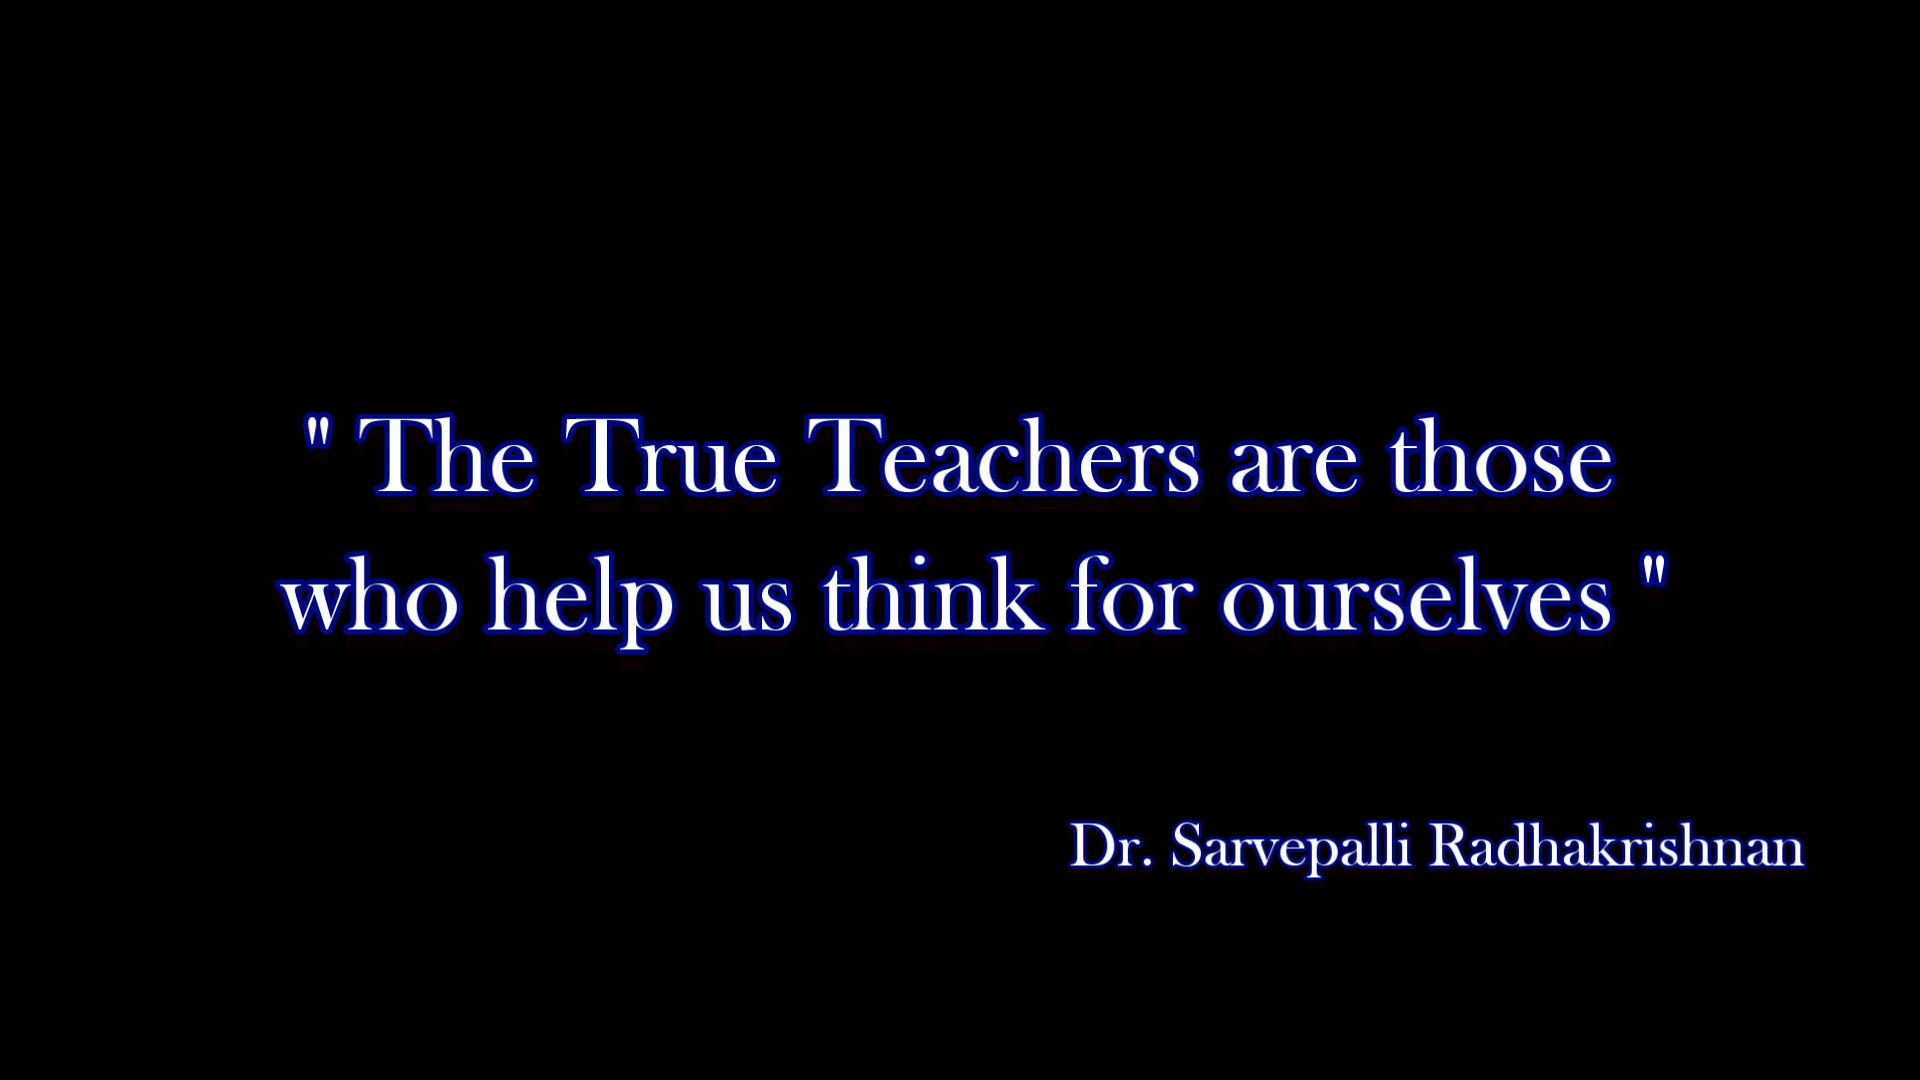 " The True Teachers are those
who help us think for ourselves "
Dr. Sarvepalli Radhakrishnan